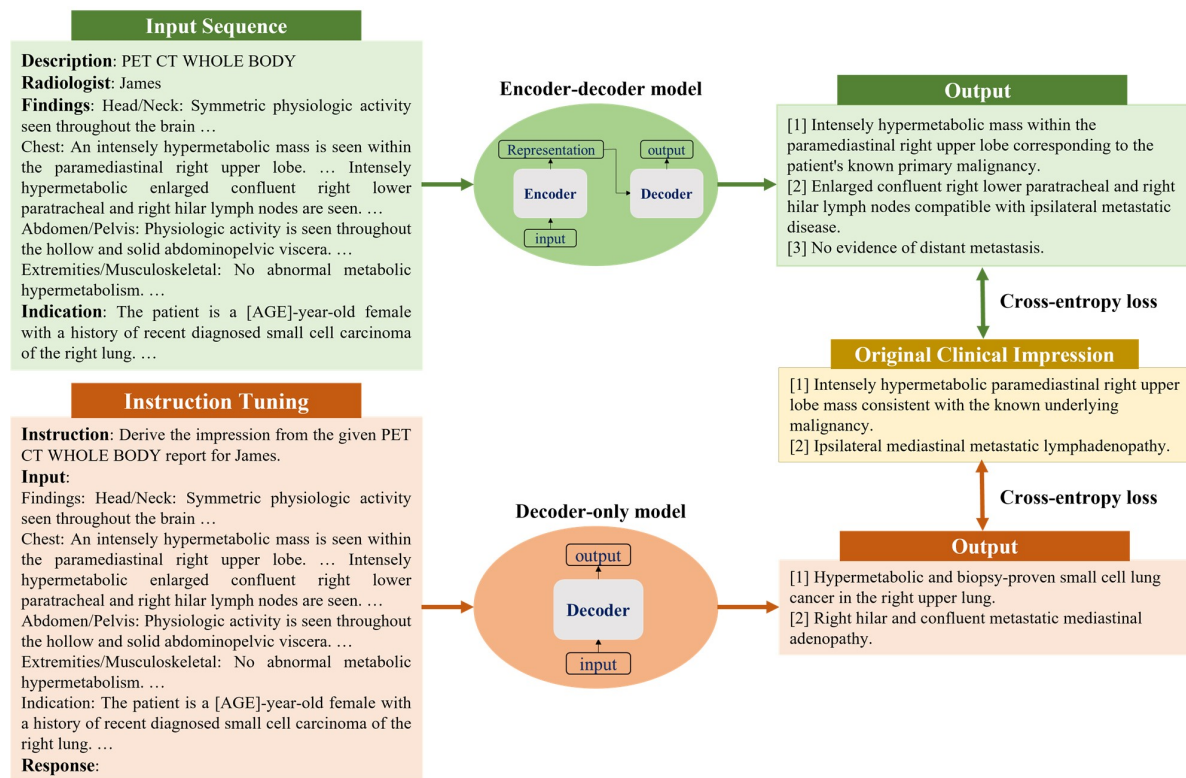 Input Sequence
Description: PET CT WHOLE BODY
Radiologist: James
Findings: Head/Neck: Symmetric physiologic activity
seen throughout the brain …
Chest: An intensely hypermetabolic mass is seen within
the paramediastinal right upper lobe. … Intensely
hypermetabolic enlarged confluent right lower
paratracheal and right hilar lymph nodes are seen. …
Abdomen/Pelvis: Physiologic activity is seen throughout
the hollow and solid abdominopelvic viscera. …
Extremities/Musculoskeletal: No abnormal metabolic
hypermetabolism. …
Indication: The patient is a [AGE]-year-old female
with a history of recent diagnosed small cell carcinoma
of the right lung. …
Encoder-decoder model
Representation
output
Encoder
Decoder
input
Output
[1] Intensely hypermetabolic mass within the
paramediastinal right upper lobe corresponding to the
patient's known primary malignancy.
[2] Enlarged confluent right lower paratracheal and right
hilar lymph nodes compatible with ipsilateral metastatic
disease.
[3] No evidence of distant metastasis.
Cross-entropy loss
Original Clinical Impression
[1] Intensely hypermetabolic paramediastinal right upper
lobe mass consistent with the known underlying
malignancy.
[2] Ipsilateral mediastinal metastatic lymphadenopathy.
Cross-entropy loss
Instruction Tuning
Instruction: Derive the impression from the given PET
CT WHOLE BODY report for James.
Input:
Findings: Head/Neck: Symmetric physiologic activity
seen throughout the brain …
Chest: An intensely hypermetabolic mass is seen within
the paramediastinal right upper lobe. … Intensely
hypermetabolic enlarged confluent right lower
paratracheal and right hilar lymph nodes are seen. …
Abdomen/Pelvis: Physiologic activity is seen throughout
the hollow and solid abdominopelvic viscera. …
Extremities/Musculoskeletal: No abnormal metabolic
hypermetabolism. …
Indication: The patient is a [AGE]-year-old female with
a history of recent diagnosed small cell carcinoma of the
right lung. …
Response:
Decoder-only model
output
Decoder
input
Output
[1] Hypermetabolic and biopsy-proven small cell lung
cancer in the right upper lung.
[2] Right hilar and confluent metastatic mediastinal
adenopathy.